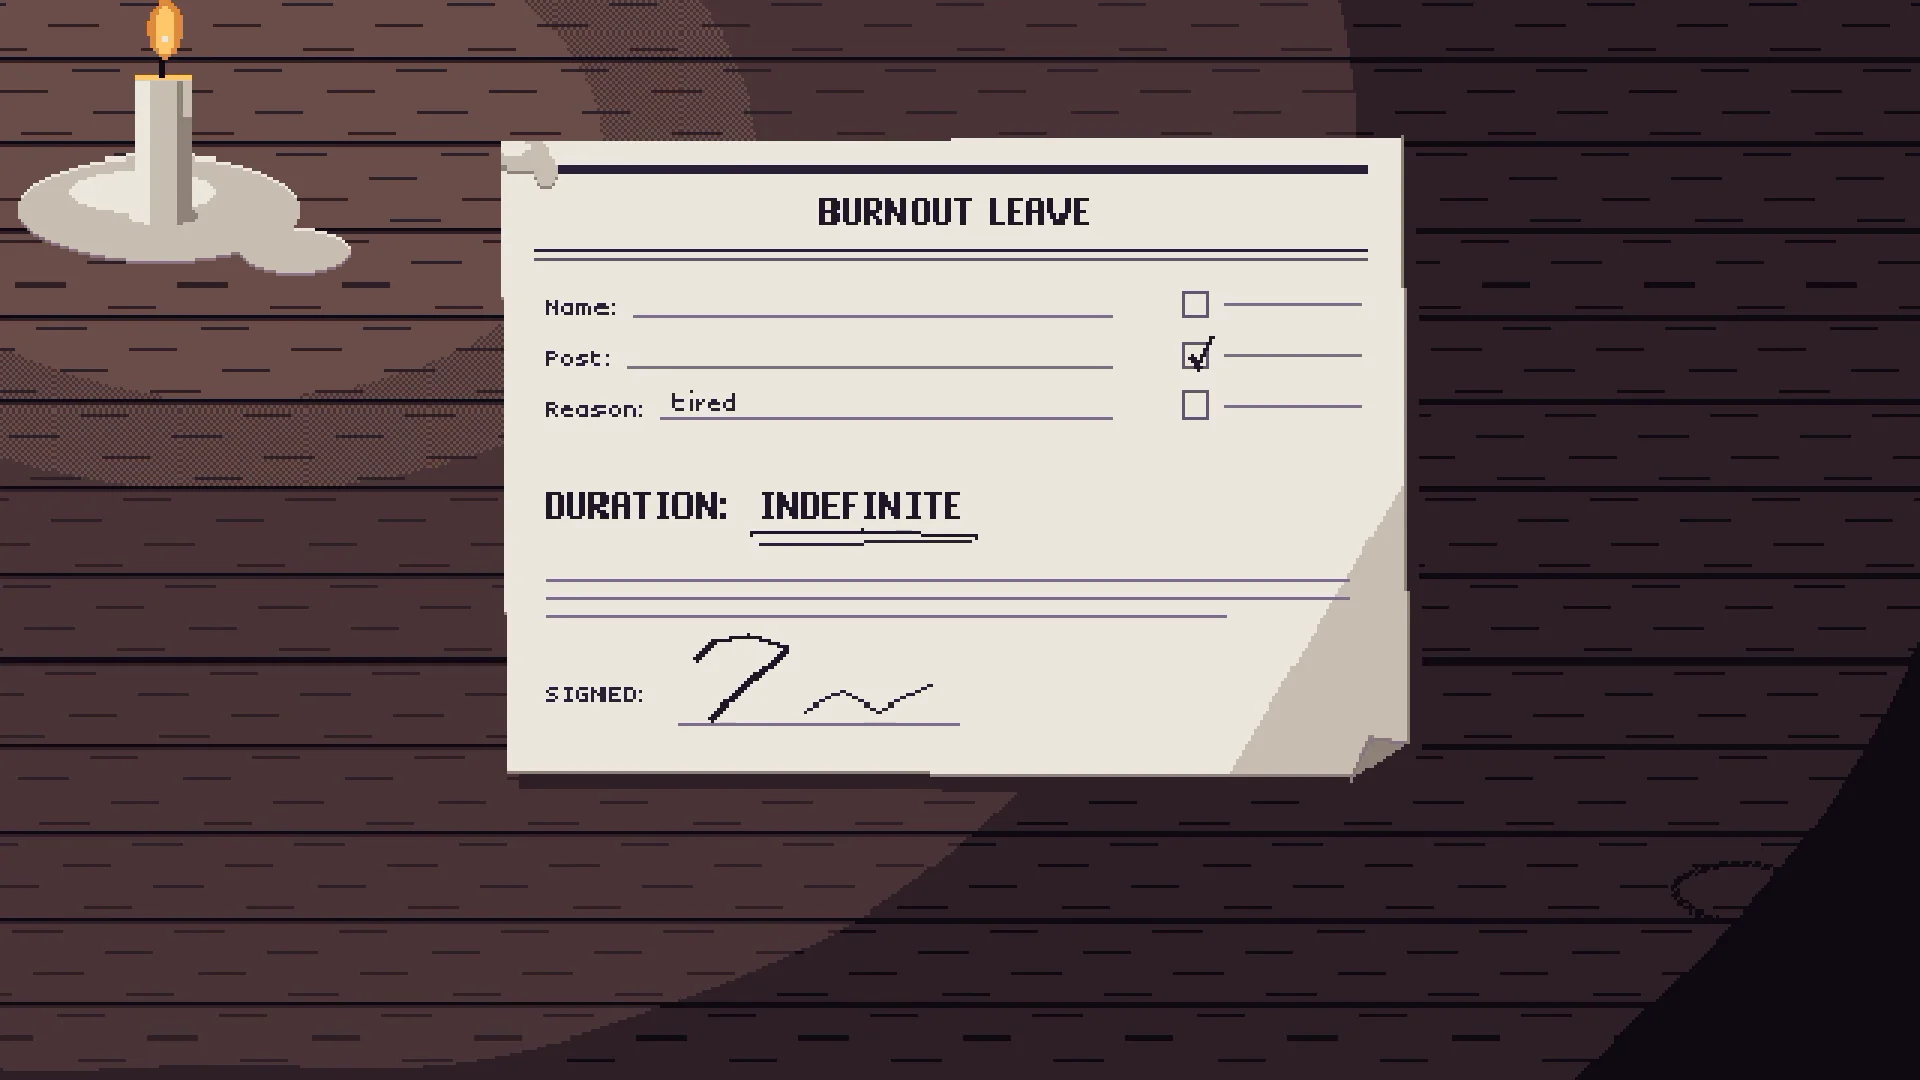 BURNOUT LEAVE
Name:
Post:
Reason: tired
DURATION: INDEFINITE
SIGNED: